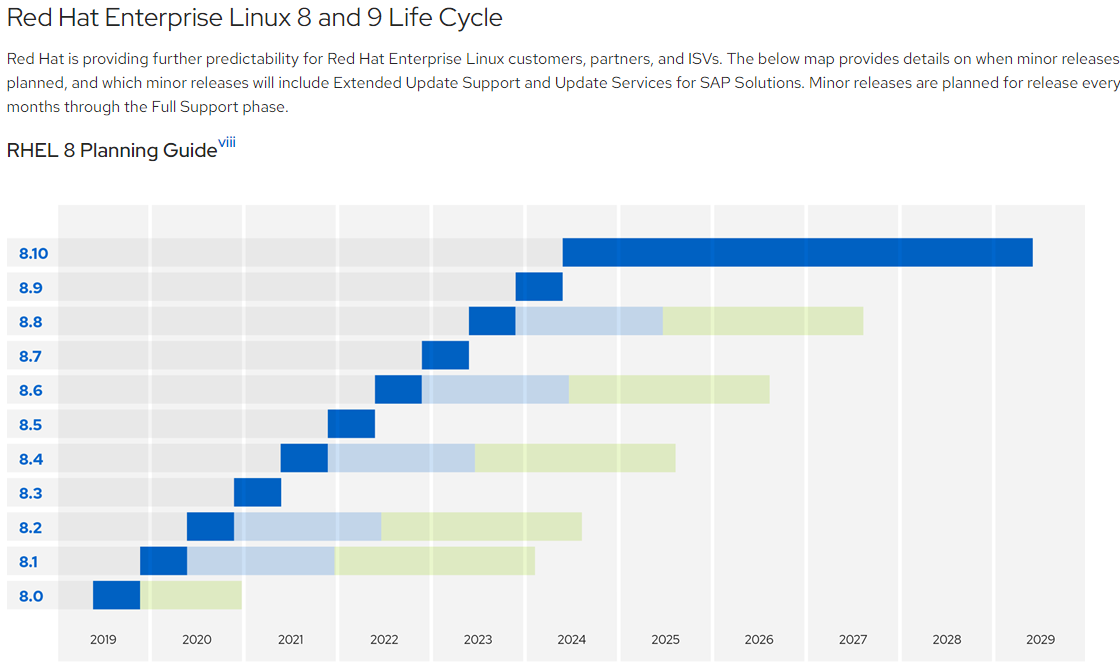 Red Hat Enterprise Linux 8 and 9 Life Cycle
Red Hat is providing further predictability for Red Hat Enterprise Linux customers, partners, and ISVs. The below map provides details on when minor releases
planned, and which minor releases will include Extended Update Support and Update Services for SAP Solutions. Minor releases are planned for release every
months through the Full Support phase.
RHEL 8 Planning Guide viii
8.10
8.9
8.8
8.7
8.6
8.5
8.4
8.3
8.2
8.1
8.0
2019 2020 2021 2022 2023 2024 2025 2026 2027 2028 2029